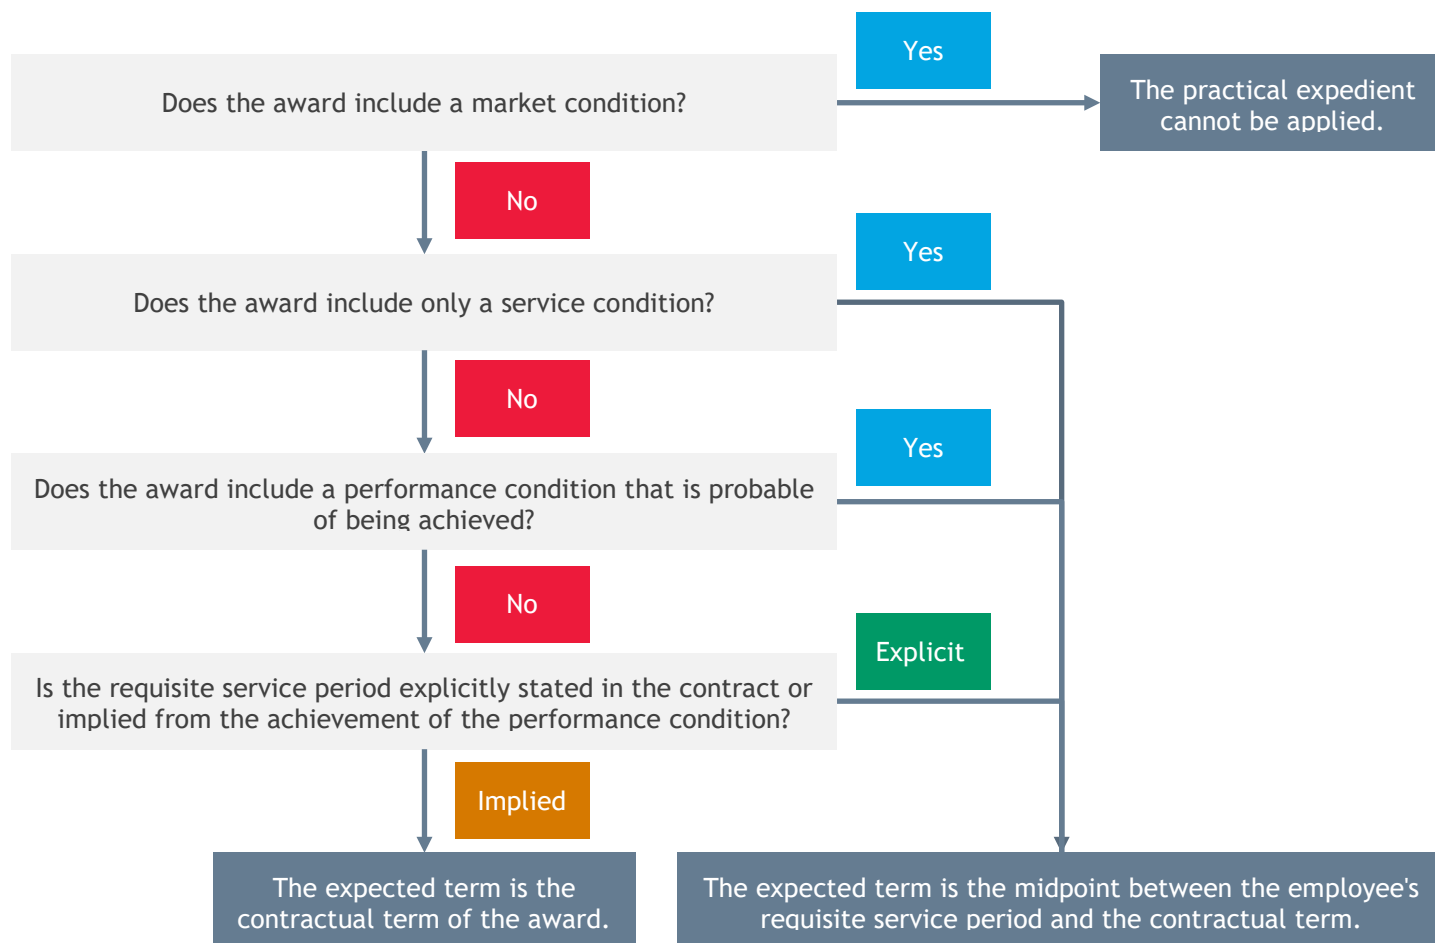 Yes
Does the award include a market condition?
The practical expedient
cannot be applied.
No
Yes
Does the award include only a service condition?
No
Yes
Does the award include a performance condition that is probable
of being achieved?
No
Explicit
Is the requisite service period explicitly stated in the contract or
implied from the achievement of the performance condition?
Implied
The expected term is the
contractual term of the award.
The expected term is the midpoint between the employee's
requisite service period and the contractual term.